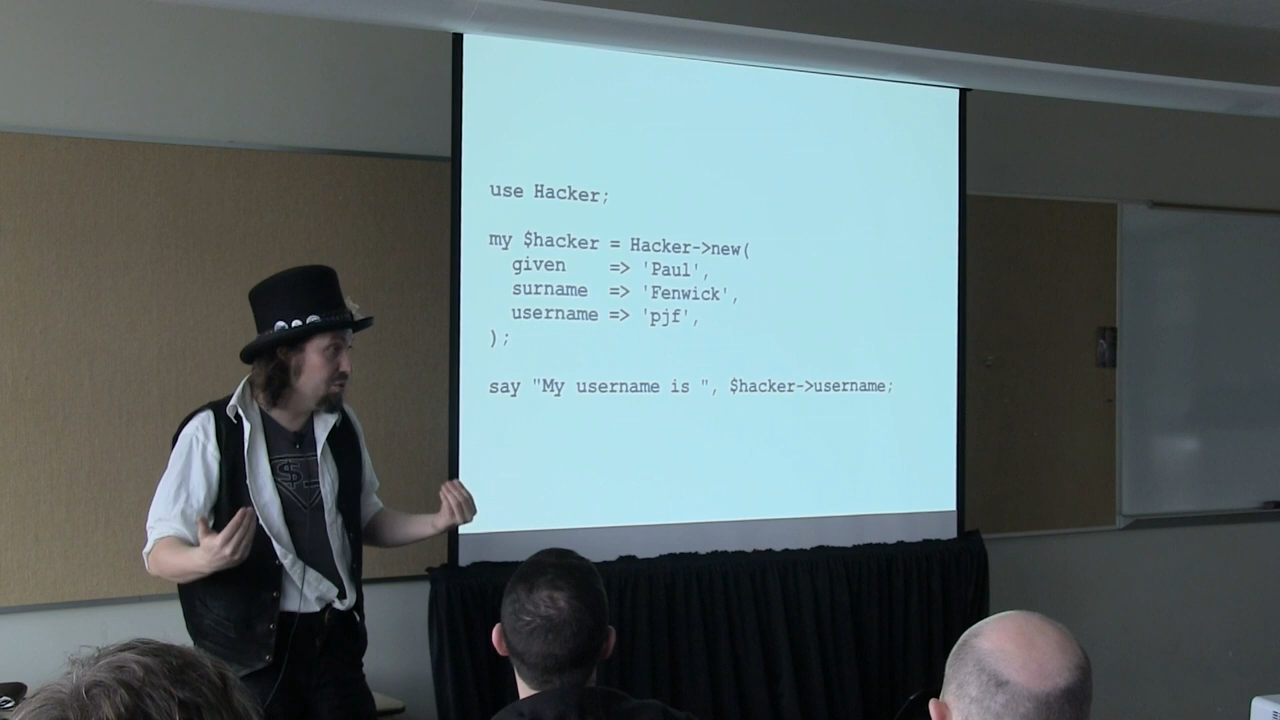 use Hacker;
my $hacker = Hacker->new(
given => 'Paul',
surname => 'Fenwick',
username => 'pjf',
);
say "My username is ", $hacker->username;
$_